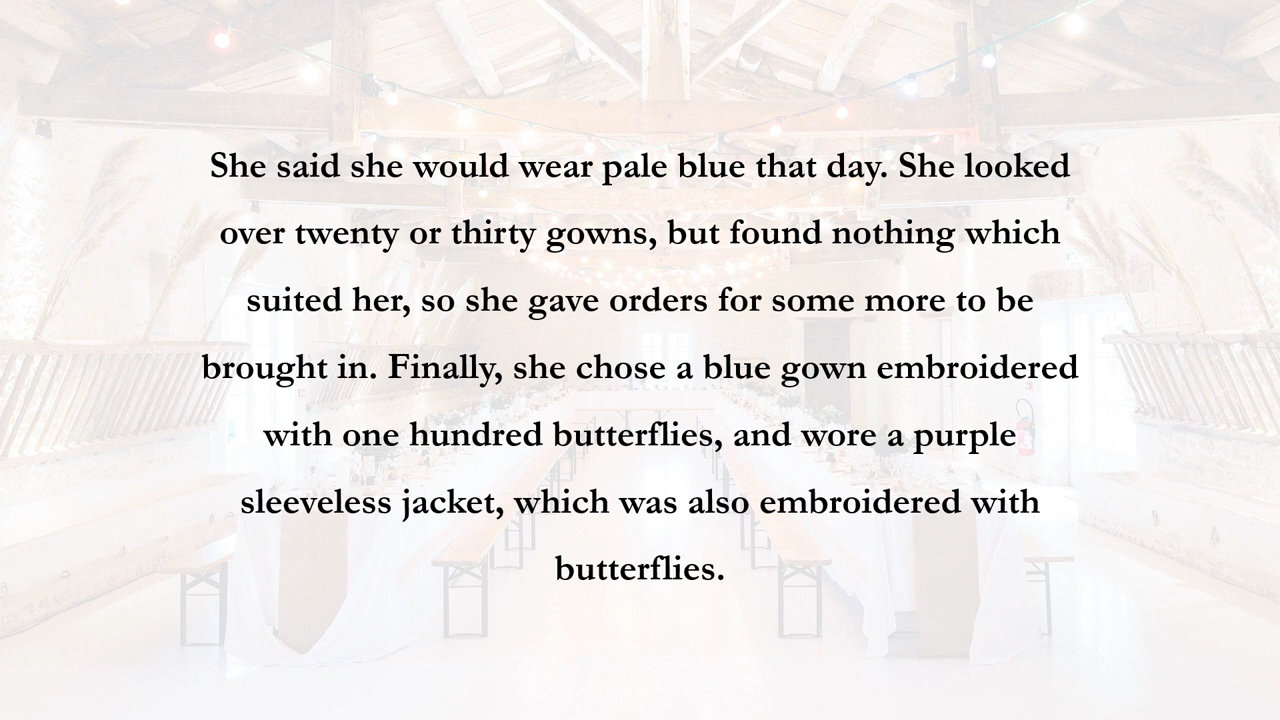 She said she would wear pale blue that day. She looked
over twenty or thirty gowns, but found nothing which
suited her, so she gave orders for some more to be
brought in. Finally, she chose a blue gown embroidered
with one hundred butterflies, and wore a purple
sleeveless jacket, which was also embroidered with
butterflies.